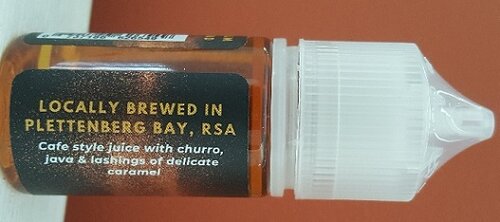 LOCALLY BREWED IN
PLETTENBERG BAY, RSA
Cafe style juice with churro,
java & lashings of delicate
caramel